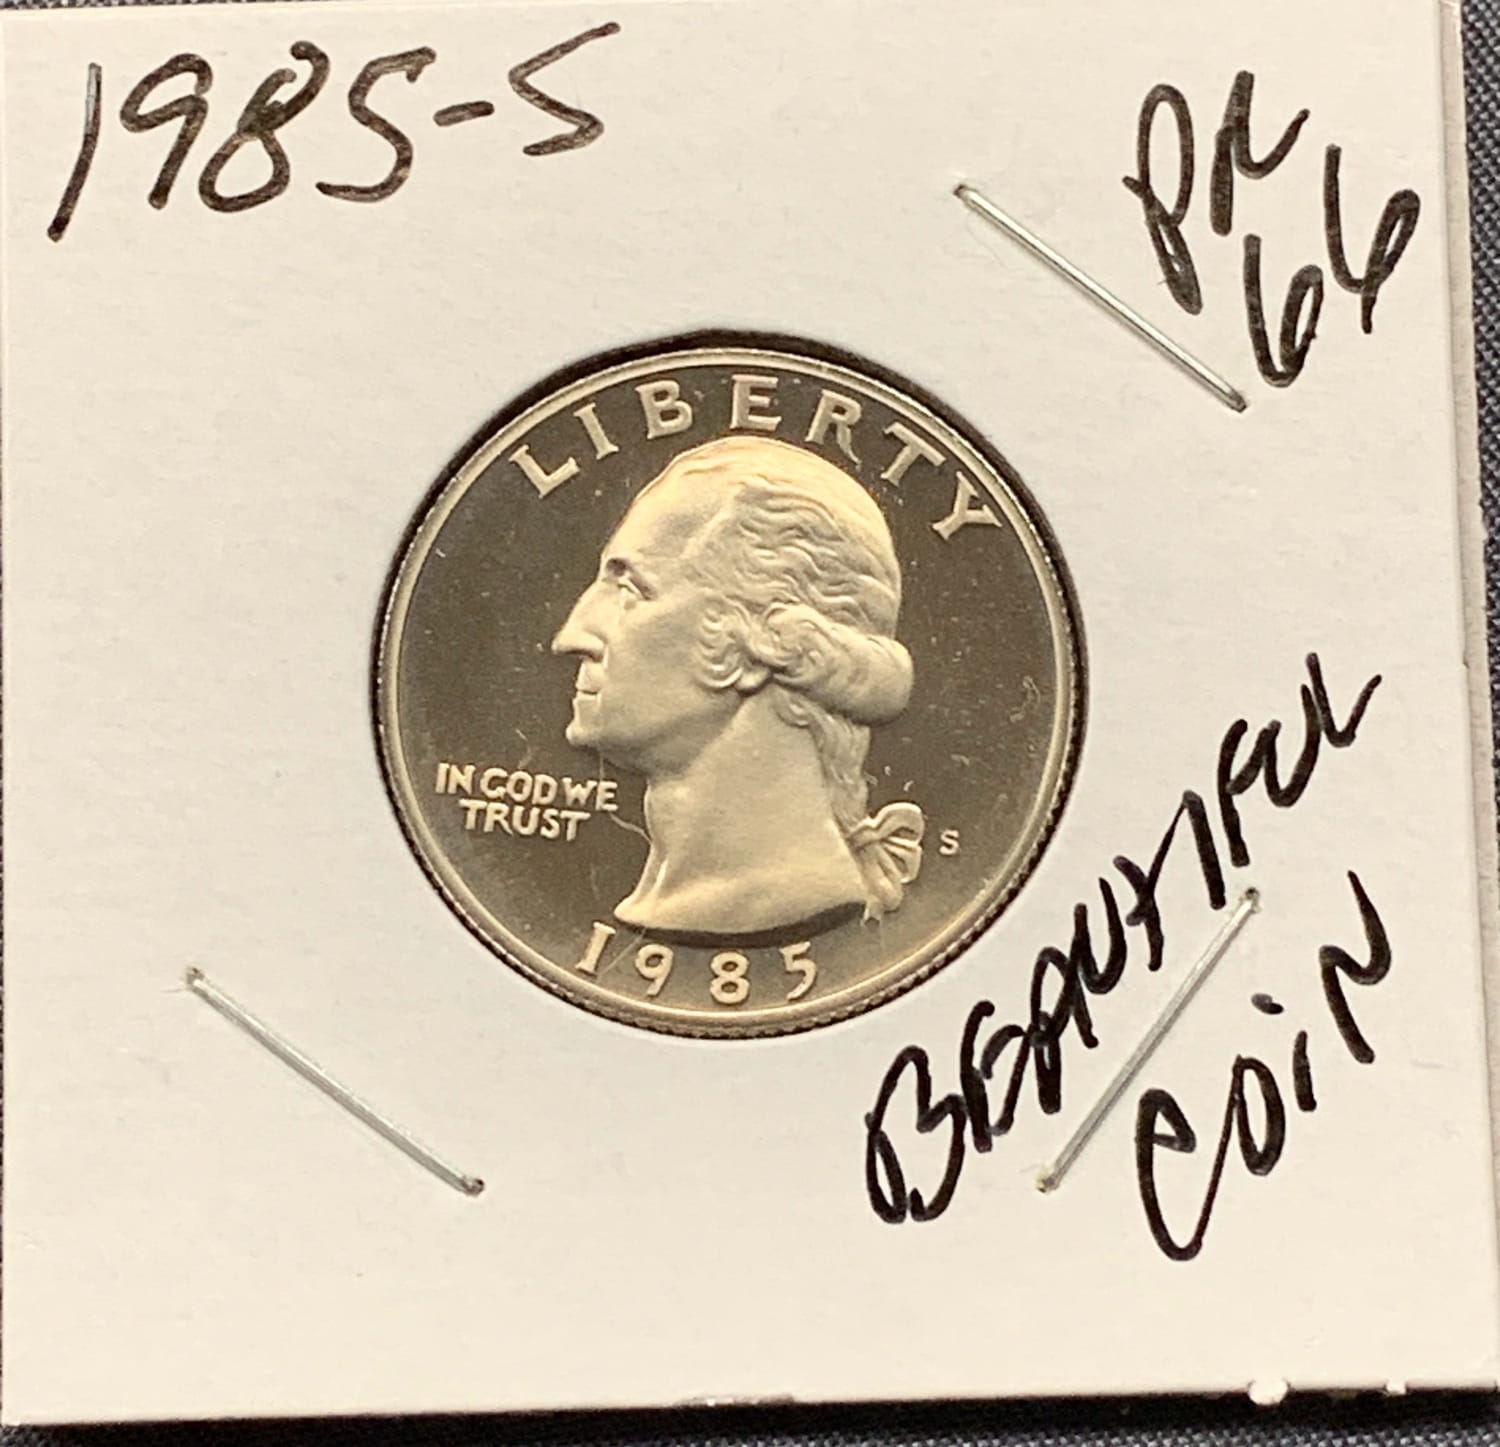 1985-S
PR
66
LIBERTY
IN GOD WE
TRUST
S
1985
BEAUTIFUL
COIN